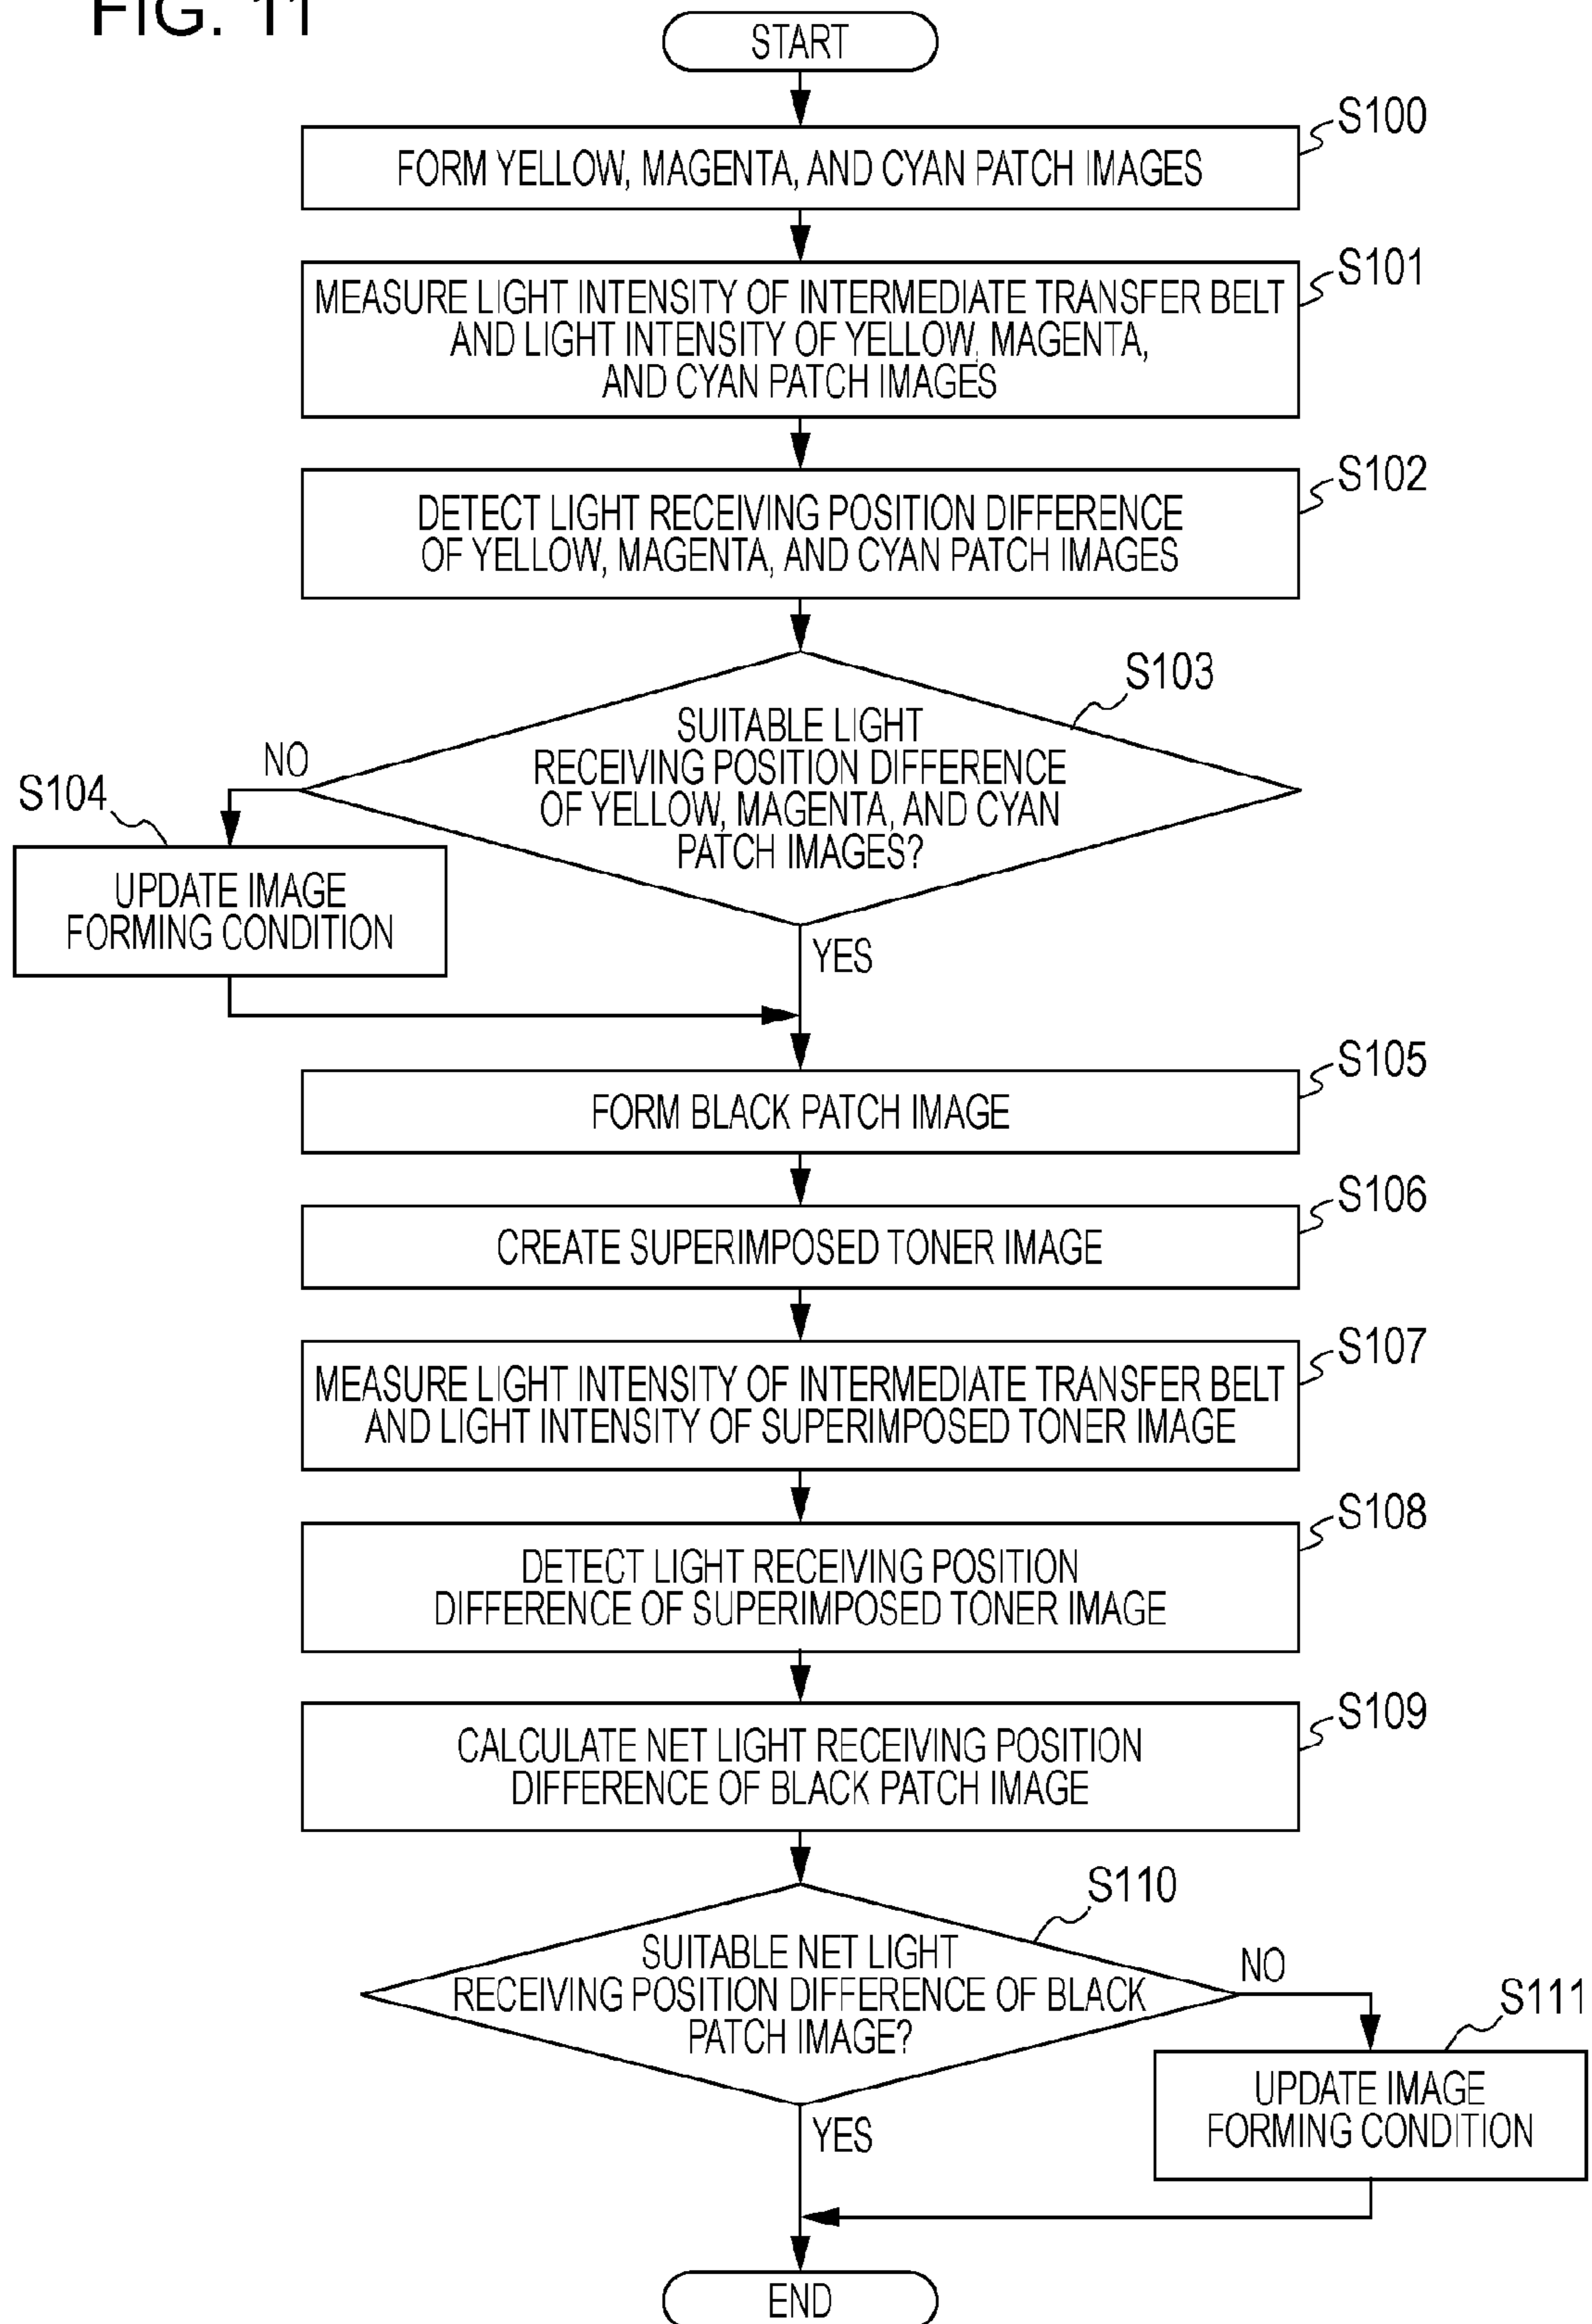 FIG. 11
START
S100
FORM YELLOW, MAGENTA, AND CYAN PATCH IMAGES
S101
MEASURE LIGHT INTENSITY OF INTERMEDIATE TRANSFER BELT
AND LIGHT INTENSITY OF YELLOW, MAGENTA,
AND CYAN PATCH IMAGES
S102
DETECT LIGHT RECEIVING POSITION DIFFERENCE
OF YELLOW, MAGENTA, AND CYAN PATCH IMAGES
S103
SUITABLE LIGHT
RECEIVING POSITION DIFFERENCE
OF YELLOW, MAGENTA, AND CYAN
PATCH IMAGES?
NO
S104
UPDATE IMAGE
FORMING CONDITION
YES
S105
FORM BLACK PATCH IMAGE
S106
CREATE SUPERIMPOSED TONER IMAGE
S107
MEASURE LIGHT INTENSITY OF INTERMEDIATE TRANSFER BELT
AND LIGHT INTENSITY OF SUPERIMPOSED TONER IMAGE
S108
DETECT LIGHT RECEIVING POSITION
DIFFERENCE OF SUPERIMPOSED TONER IMAGE
S109
CALCULATE NET LIGHT RECEIVING POSITION
DIFFERENCE OF BLACK PATCH IMAGE
S110
SUITABLE NET LIGHT
RECEIVING POSITION DIFFERENCE OF BLACK
PATCH IMAGE?
NO
S111
UPDATE IMAGE
FORMING CONDITION
YES
END